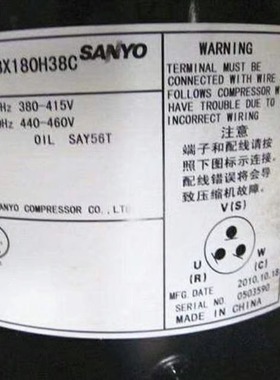 BX180H38C SANYO
Hz 380-415V
Hz 440-460V
OIL SAY56T
SANYO COMPRESSOR CO., LT
WARNING
TERMINAL MUST BE
CONNECTED WITH WIRE
FOLLOWS COMPRESSOR
HAVE TROUBLE DUE TO
INCORRECT WIRING
注意
端子和配线请按
照下图标示连接,
配线错误将会导
致压缩机故障.
V(S)
U
(R)
W
(C)
MFG. DATE 2010.10.18
SERIAL NO. 0503590
MADE IN CHINA